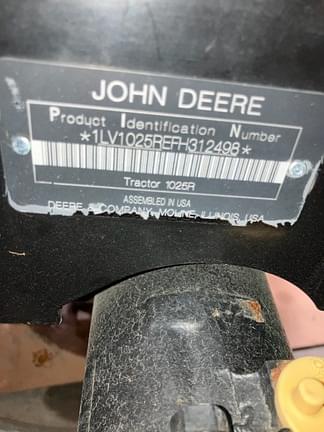 JOHN DEERE
Product Identification Number
*1LV1025REFH312498*
Tractor 1025R
ASSEMBLED IN USA
DEERE & COMPANY MOLINE, ILLINOIS USA